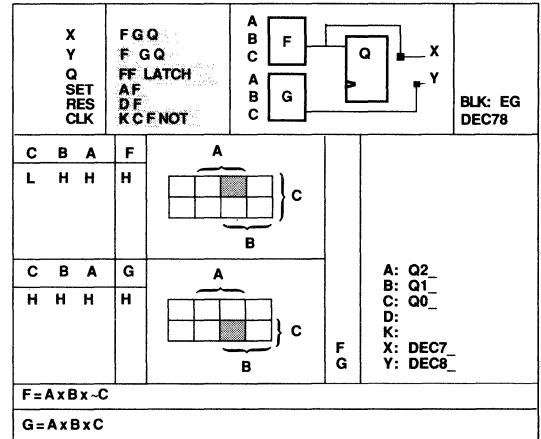 X F G Q
Y F G Q
Q FF LATCH
SET A F
RES D F
CLK K C F NOT
A
B
C
F
Q
X
A
B
C
G
Y
BLK: EG
DEC78
C B A F
L H H H
A
C
B
C B A G
H H H H
A
C
B
A: Q2_
B: Q1_
C: Q0_
D:
K:
F X: DEC7_
G Y: DEC8_
F = A x B x ~C
G = A x B x C